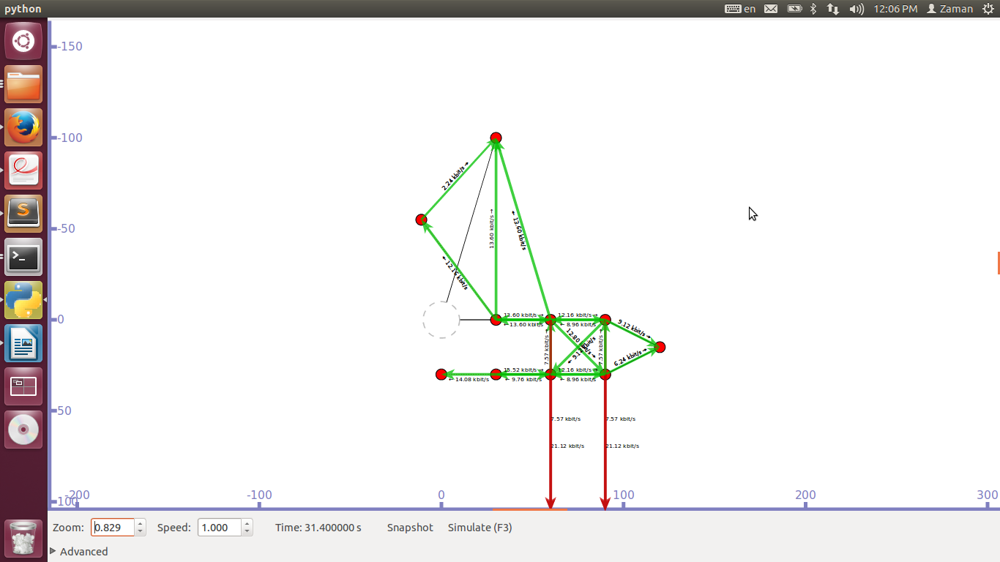 python
en
12:06 PM
Zaman
-150
-100
-50
0
50
100
2.24 kbit/s →
13.60 kbit/s →
← 13.60 kbit/s
← 12.16 kbit/s
13.60 kbit/s →
←13.60 kbit/s
12.16 kbit/s→
← 8.96 kbit/s
9.12 kbit/s→
6.24 kbit/s→
7.57 kbit/s →
12.80
7.57 kbit/s →
15.52 kbit/s→
← 9.76 kbit/s
12.16 kbit/s→
← 8.96 kbit/s
← 14.08 kbit/s
7.57 kbit/s
7.57 kbit/s
21.12 kbit/s
21.12 kbit/s
-200
-100
0
100
200
300
Zoom: 0.829
Speed: 1.000
Time: 31.400000 s
Snapshot
Simulate (F3)
Advanced